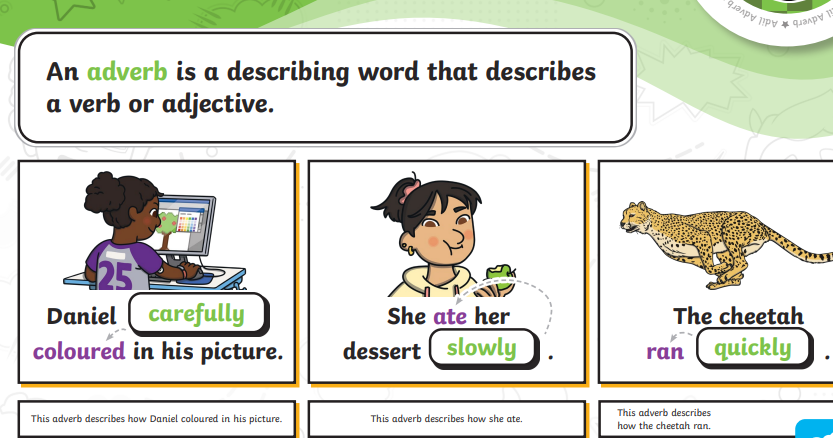 Adverb ★ Adil Adverb
An adverb is a describing word that describes
a verb or adjective.
25
Daniel carefully
coloured in his picture.
She ate her
dessert slowly .
The cheetah
ran quickly .
This adverb describes how Daniel coloured in his picture.
This adverb describes how she ate.
This adverb describes
how the cheetah ran.